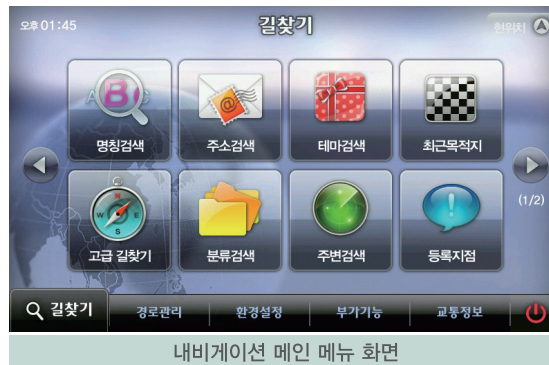 오후 01:45
길찾기
현위치
ABC
명칭검색
주소검색
테마검색
최근목적지
W N E S
고급 길찾기
분류검색
주변검색
등록지점
(1/2)
길찾기
경로관리
환경설정
부가기능
교통정보
내비게이션 메인 메뉴 화면